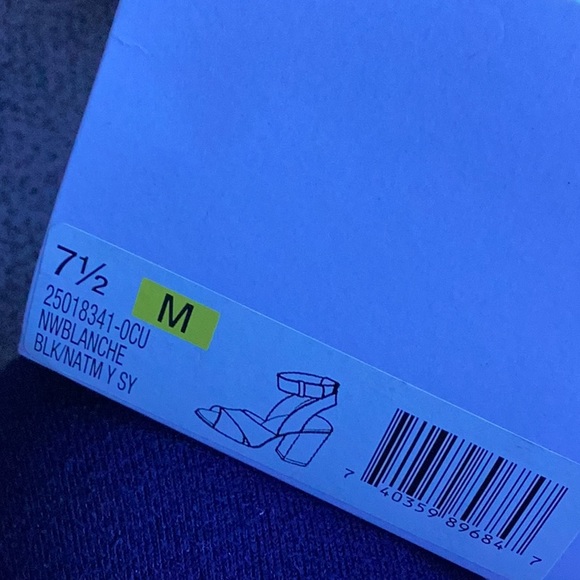 7½
M
25018341-0CU
NWBLANCHE
BLK/NATM Y SY
7 40359 89684 7